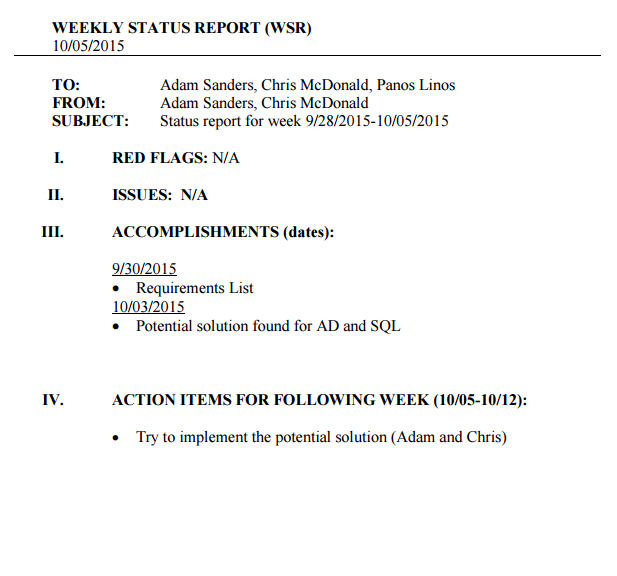 WEEKLY STATUS REPORT (WSR)
10/05/2015
TO: Adam Sanders, Chris McDonald, Panos Linos
FROM: Adam Sanders, Chris McDonald
SUBJECT: Status report for week 9/28/2015-10/05/2015
I. RED FLAGS: N/A
II. ISSUES: N/A
III. ACCOMPLISHMENTS (dates):
9/30/2015
• Requirements List
10/03/2015
• Potential solution found for AD and SQL
IV. ACTION ITEMS FOR FOLLOWING WEEK (10/05-10/12):
• Try to implement the potential solution (Adam and Chris)